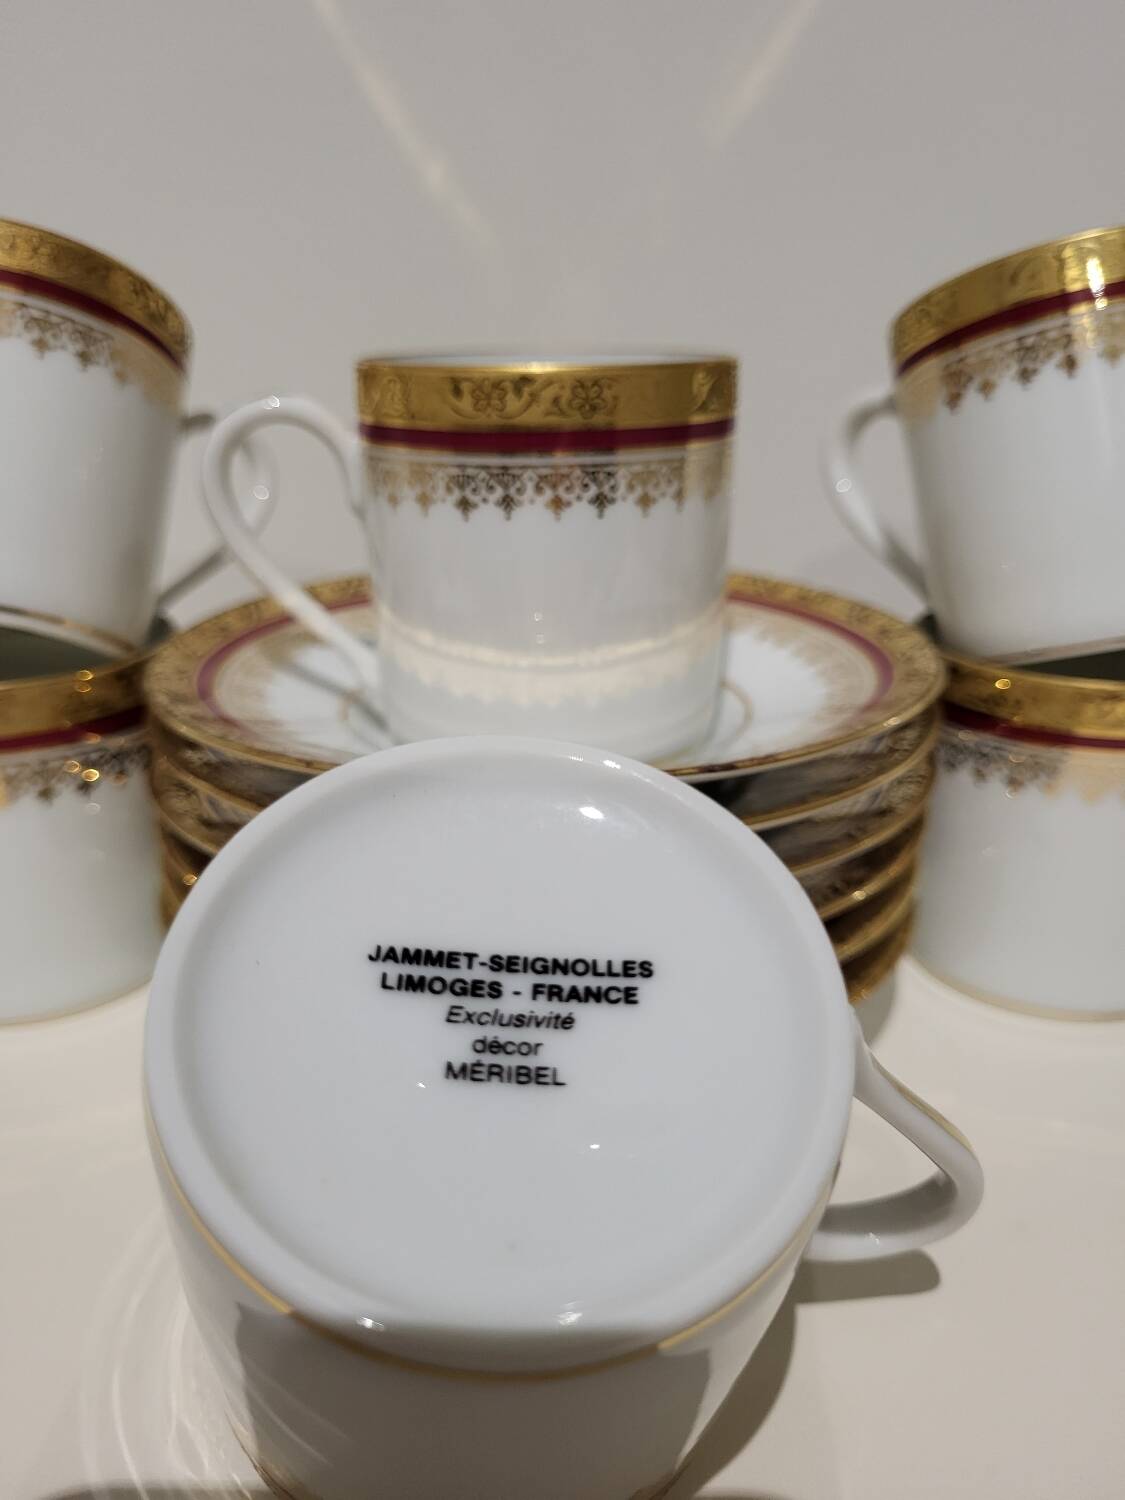 JAMMET-SEIGNOLLES
LIMOGES - FRANCE
Exclusivité
décor
MÉRIBEL